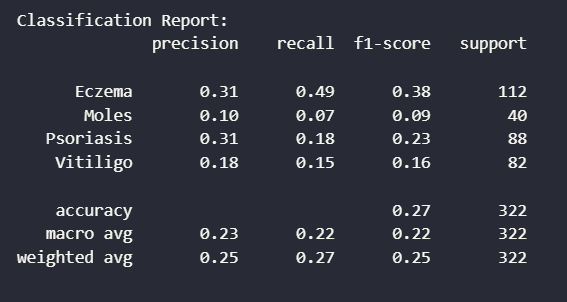 Classification Report:
precision recall f1-score support
Eczema 0.31 0.49 0.38 112
Moles 0.10 0.07 0.09 40
Psoriasis 0.31 0.18 0.23 88
Vitiligo 0.18 0.15 0.16 82
accuracy 0.27 322
macro avg 0.23 0.22 0.22 322
weighted avg 0.25 0.27 0.25 322